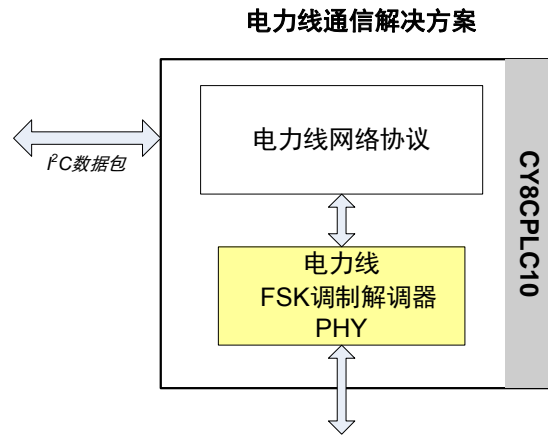 电力线通信解决方案
电力线网络协议
I²C数据包
CY8CPLC10
电力线
FSK调制解调器
PHY